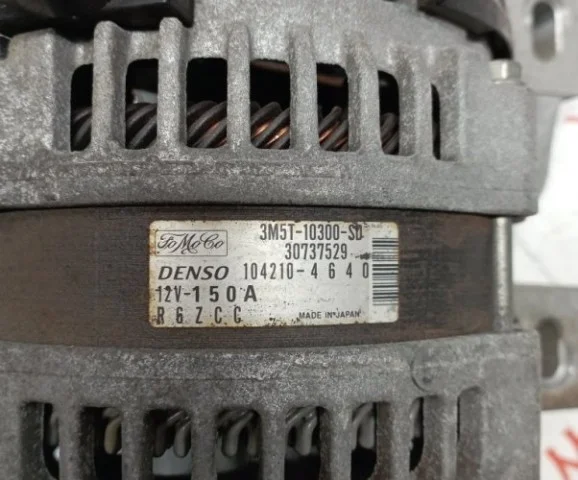 FoMoCo 3M5T-10300-SD
30737529
DENSO 104210-4640
12V-150A
R6ZCC MADE IN JAPAN